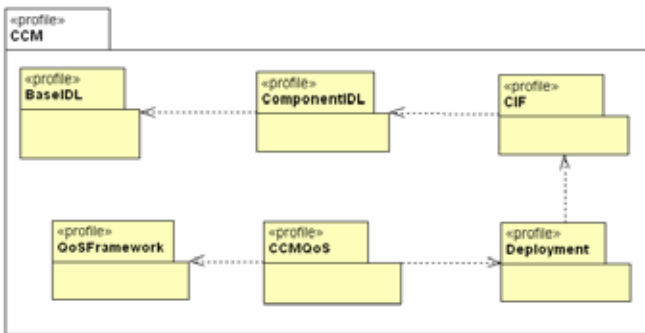 «profile»
CCM
«profile»
BaseIDL
«profile»
ComponentIDL
«profile»
CIF
«profile»
QoSFramework
«profile»
CCMQoS
«profile»
Deployment